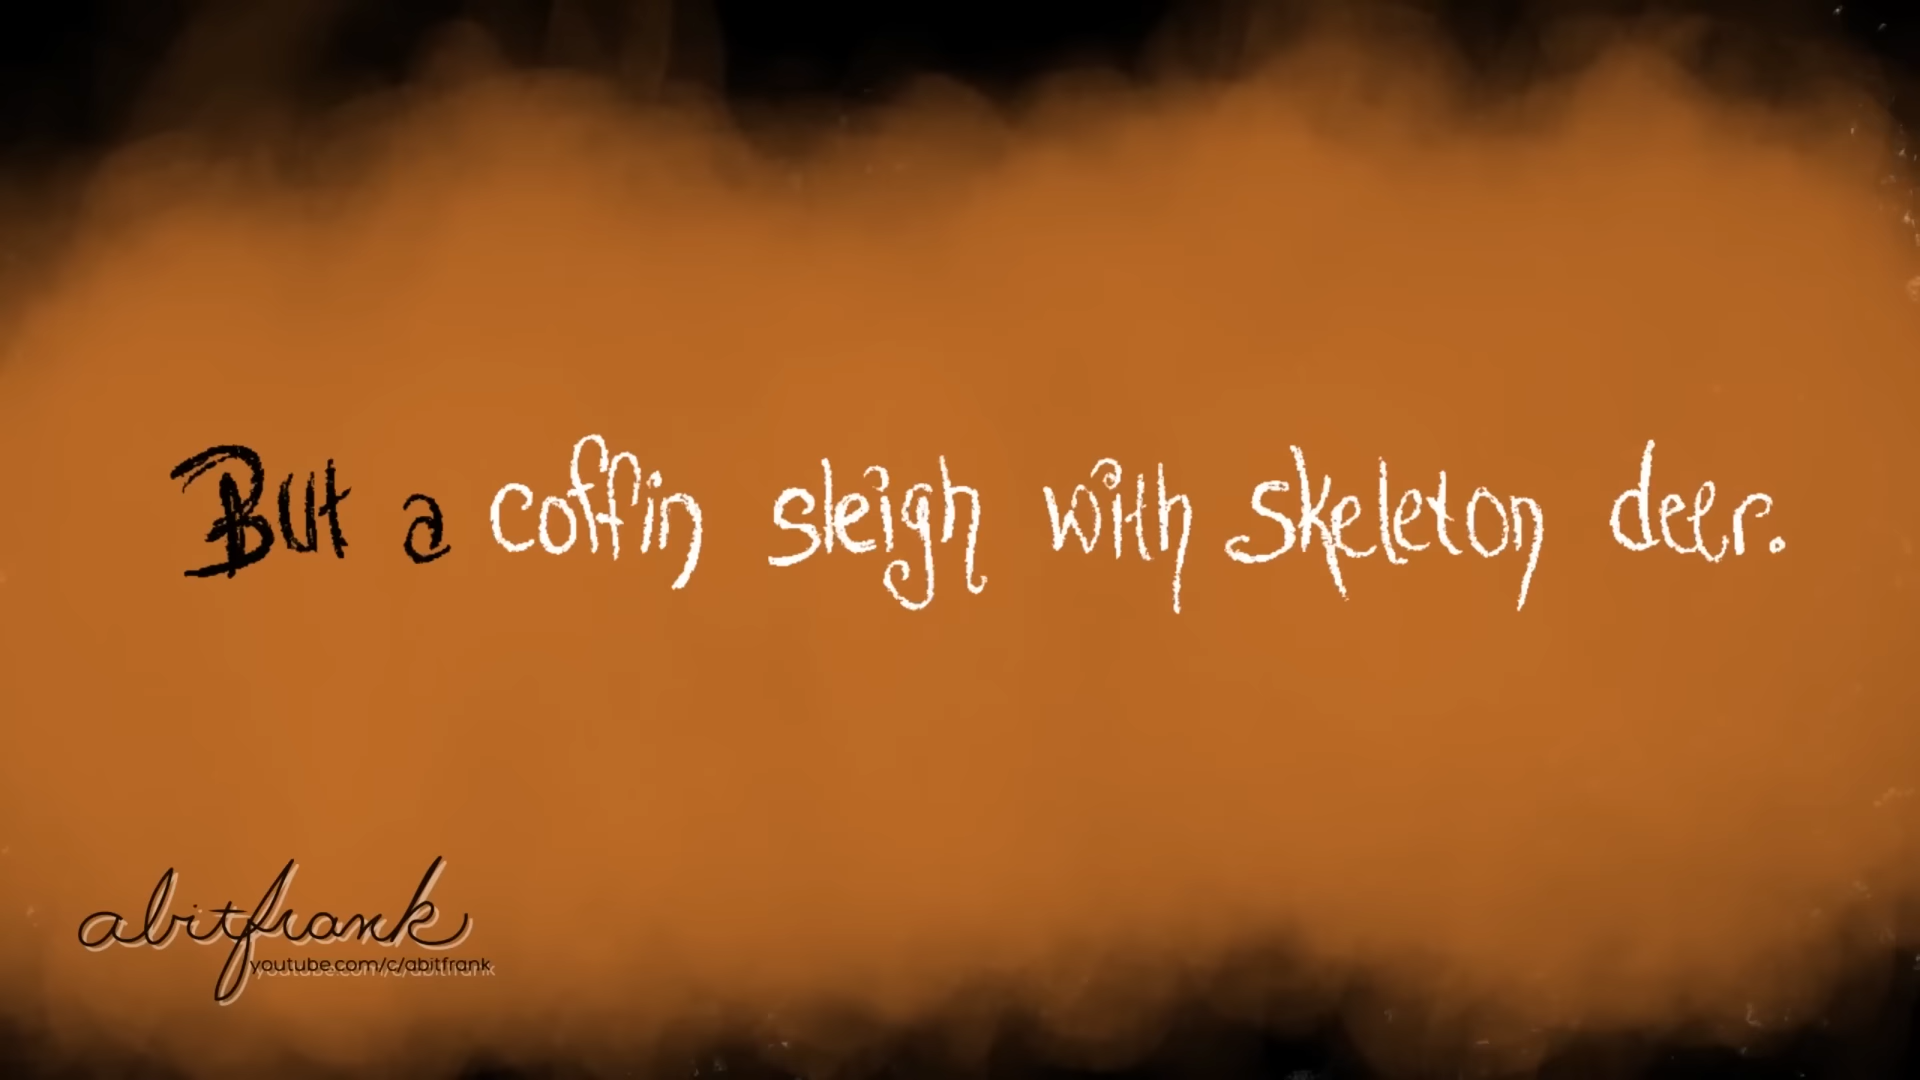 But a coffin sleigh with skeleton deer.
abitfrank
youtube.com/c/abitfrank